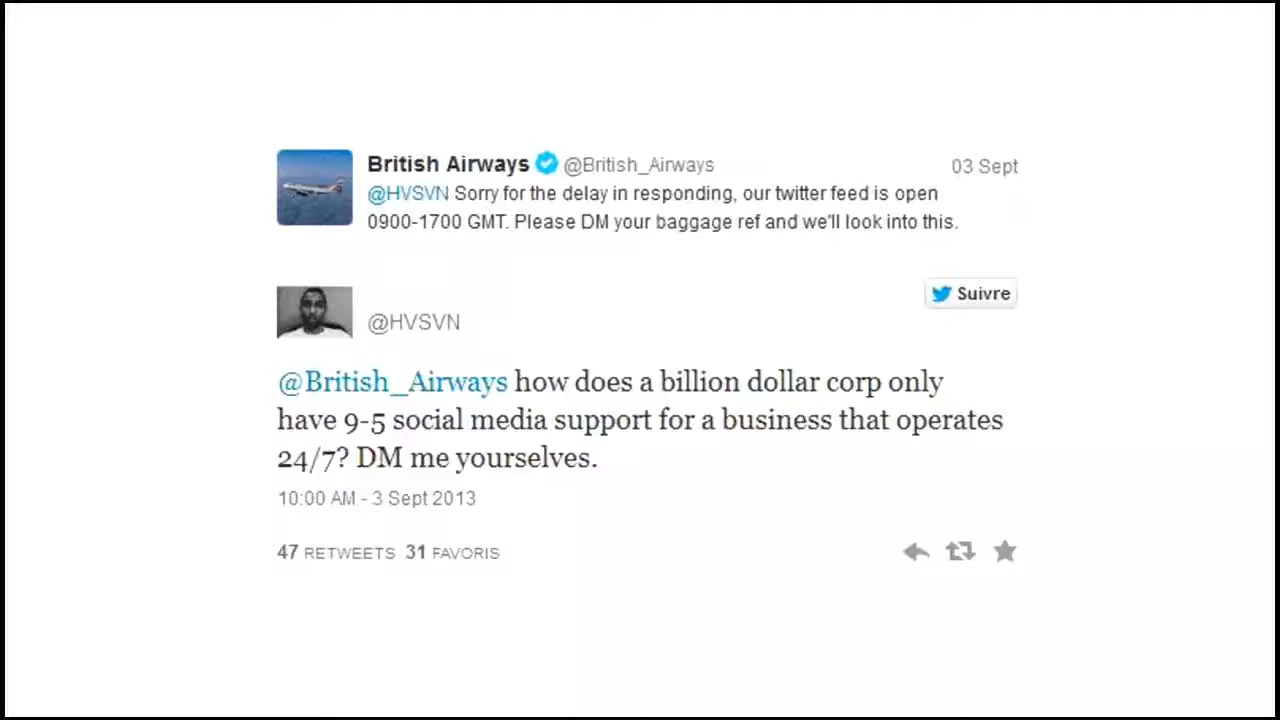 British Airways @British_Airways 03 Sept
@HVSVN Sorry for the delay in responding, our twitter feed is open
0900-1700 GMT. Please DM your baggage ref and we'll look into this.
Suivre
@HVSVN
@British_Airways how does a billion dollar corp only
have 9-5 social media support for a business that operates
24/7? DM me yourselves.
10:00 AM - 3 Sept 2013
47 RETWEETS 31 FAVORIS